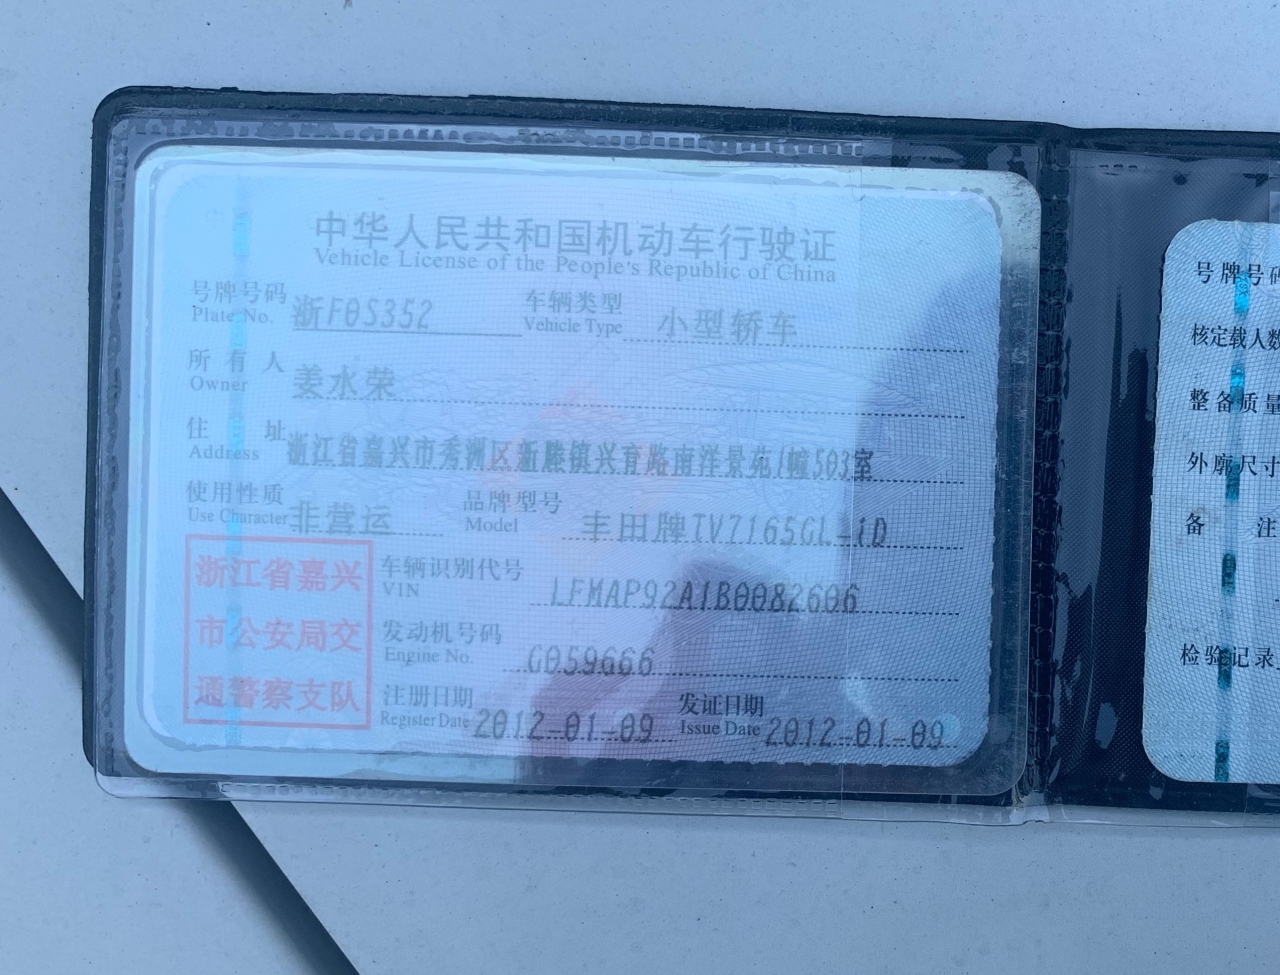 中华人民共和国机动车行驶证
Vehicle License of the People's Republic of China
号牌号码 浙F0S352 车辆类型 小型轿车
Plate No. Vehicle Type
所有人 姜水荣
Owner
住址 浙江省嘉兴市秀洲区新塍镇兴育路南洋景苑1幢503室
Address
使用性质 非营运 品牌型号 丰田牌TV7165GL-iD
Use Character Model
浙江省嘉兴
市公安局交
通警察支队
车辆识别代号 LFMAP92A1B0082606
VIN
发动机号码 G059666
Engine No.
注册日期 2012-01-09 发证日期 2012-01-09
Register Date Issue Date
号牌号码
核定载人数
整备质量
外廓尺寸
备注
检验记录